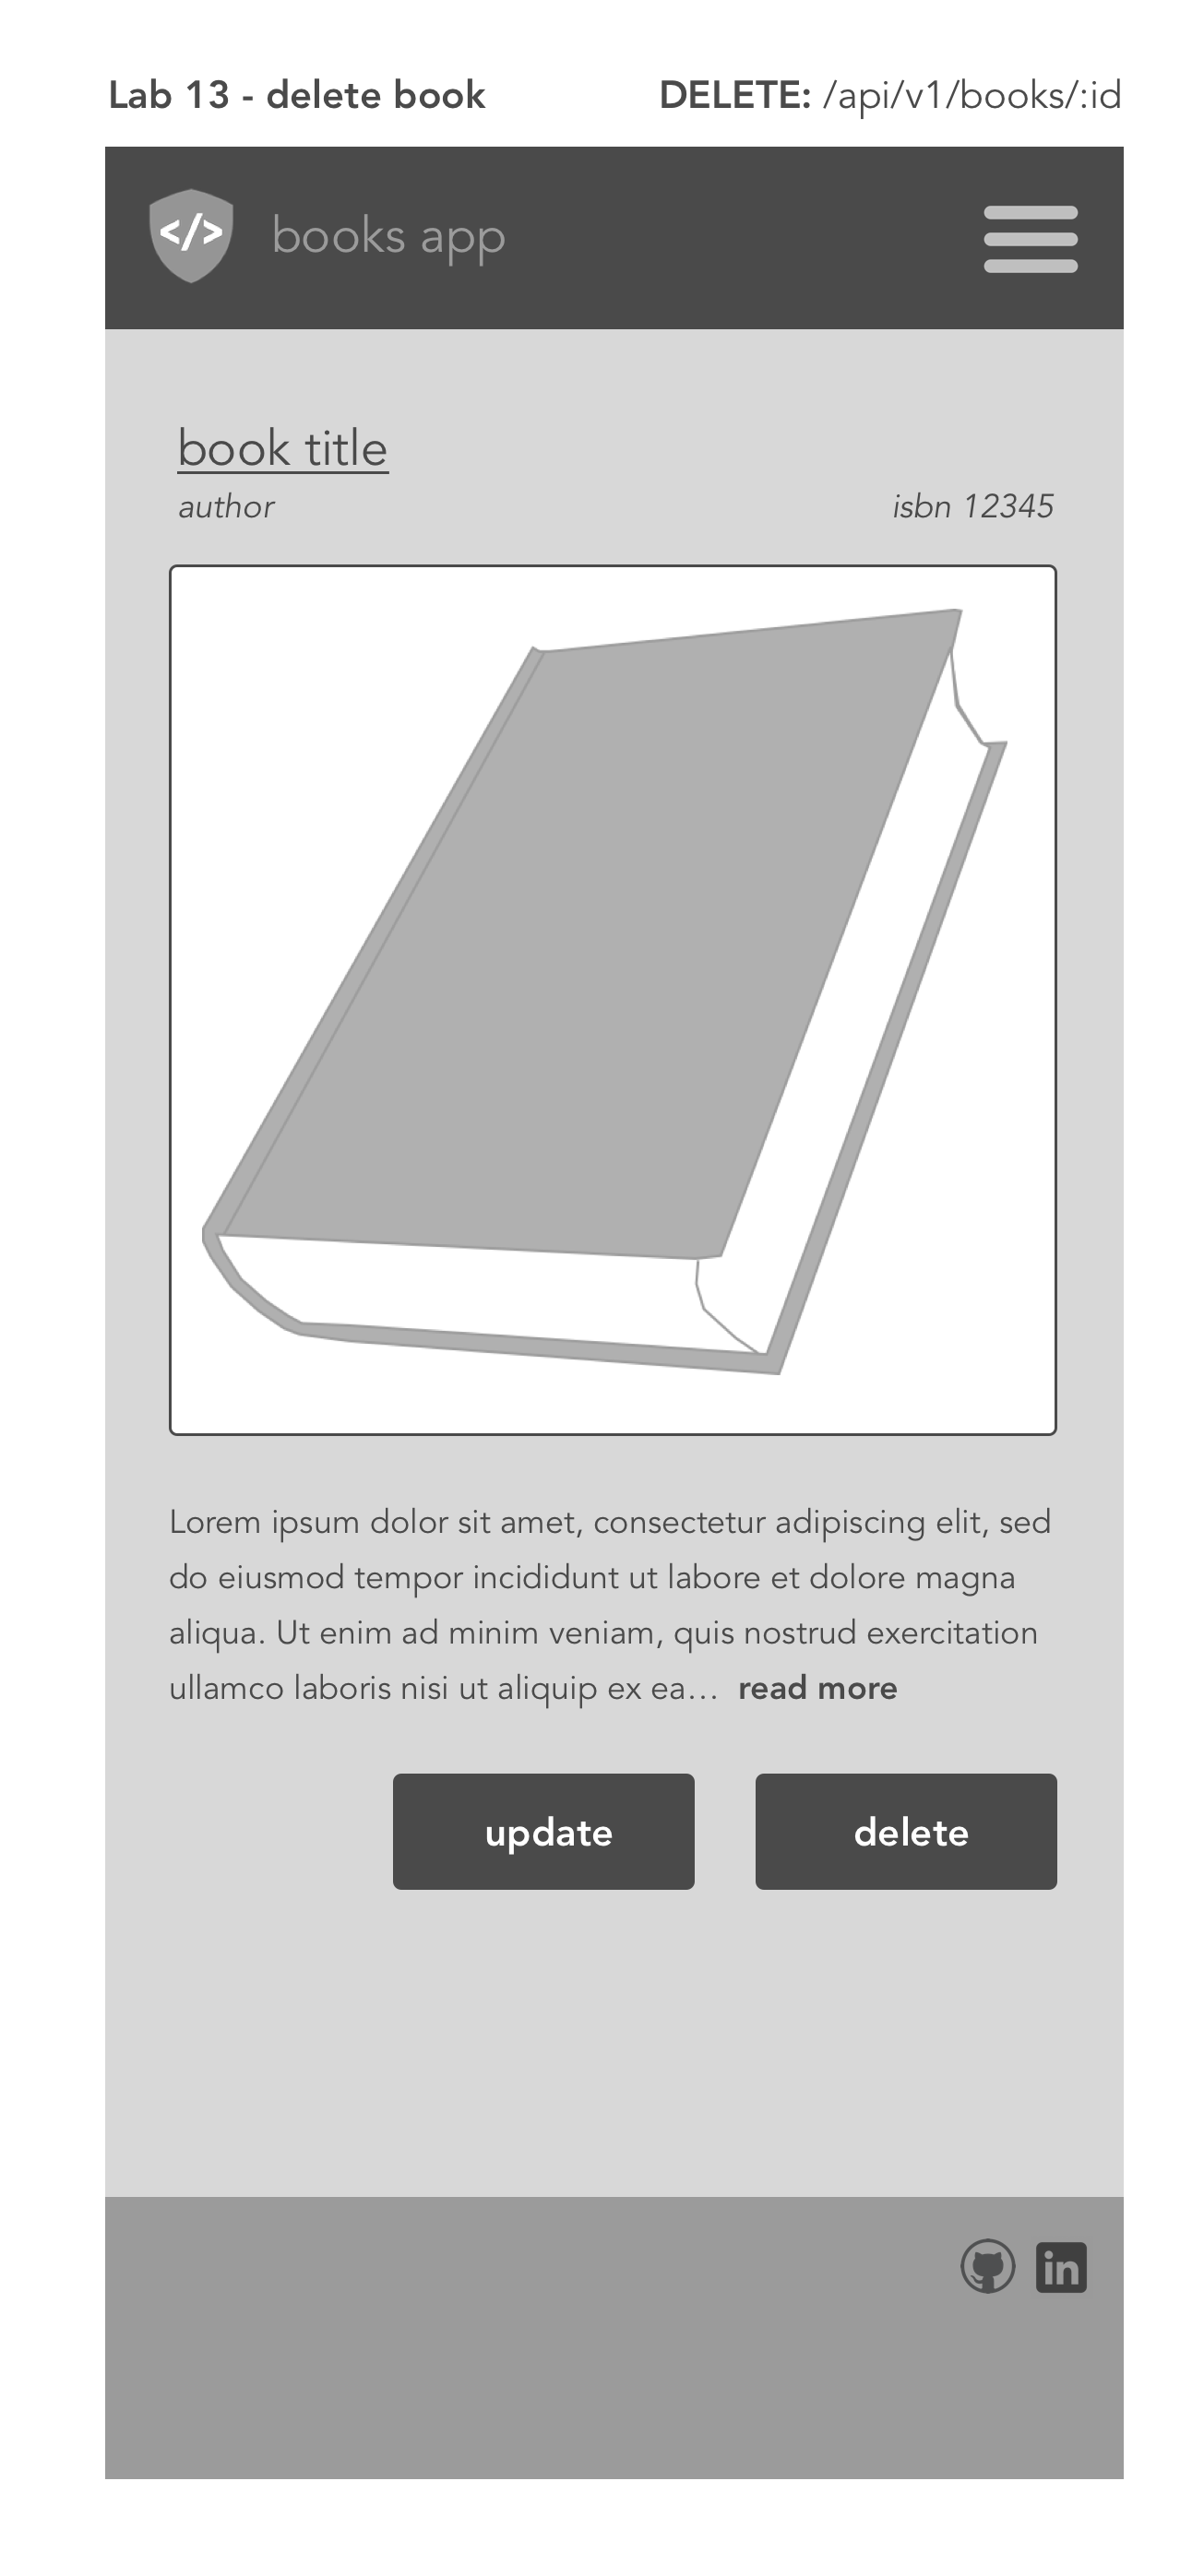 Lab 13 - delete book
DELETE: /api/v1/books/:id
</> books app
book title
author
isbn 12345
Lorem ipsum dolor sit amet, consectetur adipiscing elit, sed
do eiusmod tempor incididunt ut labore et dolore magna
aliqua. Ut enim ad minim veniam, quis nostrud exercitation
ullamco laboris nisi ut aliquip ex ea… read more
update
delete
in